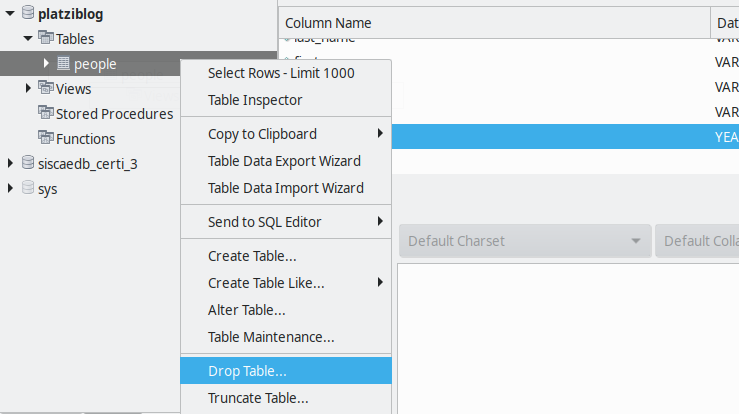 platziblog
Tables
people
Views
Stored Procedures
Functions
siscaedb_certi_3
sys
Select Rows - Limit 1000
Table Inspector
Copy to Clipboard
Table Data Export Wizard
Table Data Import Wizard
Send to SQL Editor
Create Table...
Create Table Like...
Alter Table...
Table Maintenance...
Drop Table...
Truncate Table...
Column Name Dat
last_name VAR
VAR
VAR
VAR
YEA
Default Charset Default Colla